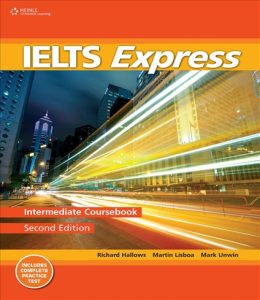 HEINLE
CENGAGE Learning
IELTS Express
Intermediate Coursebook
Second Edition
Richard Hallows Martin Lisboa Mark Unwin
INCLUDES
COMPLETE
PRACTICE
TEST